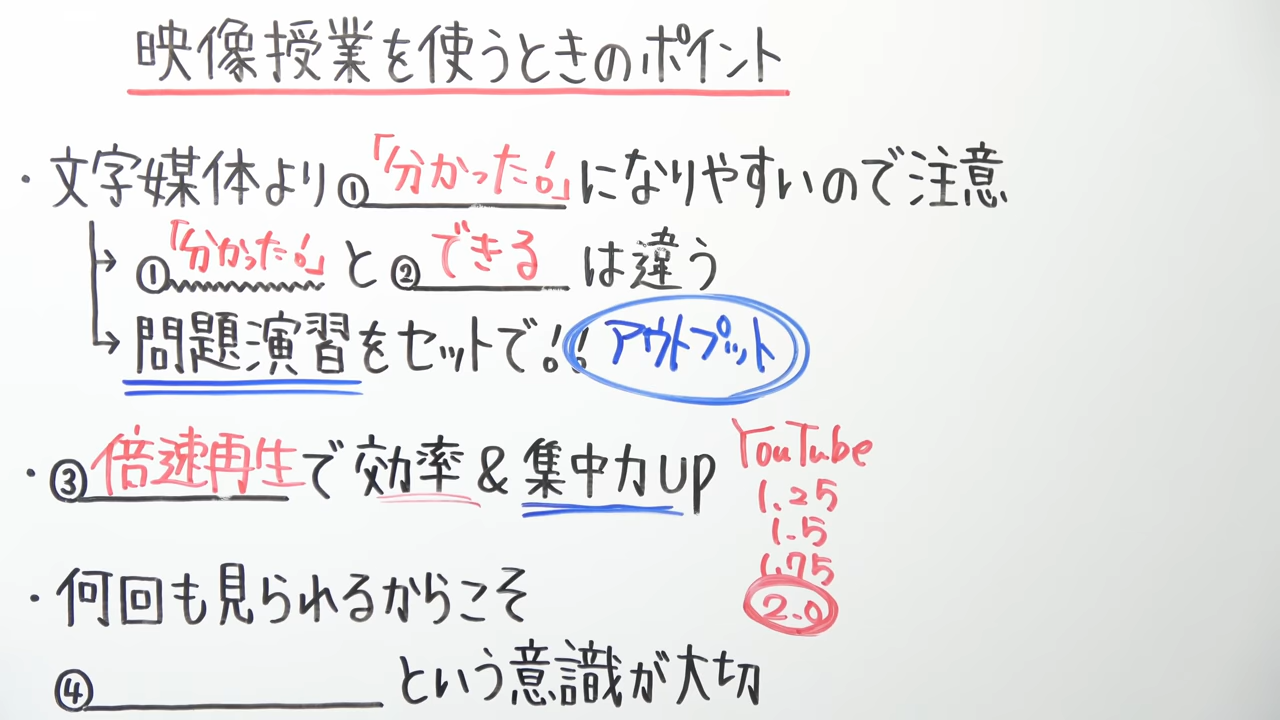 映像授業を使うときのポイント
・文字媒体より①「分かった!」になりやすいので注意
→①「分かった!」と②できるは違う
→問題演習をセットで!! アウトプット
・③倍速再生で効率&集中力up
YouTube
1.25
1.5
1.75
2.0
・何回も見られるからこそ
④という意識が大切